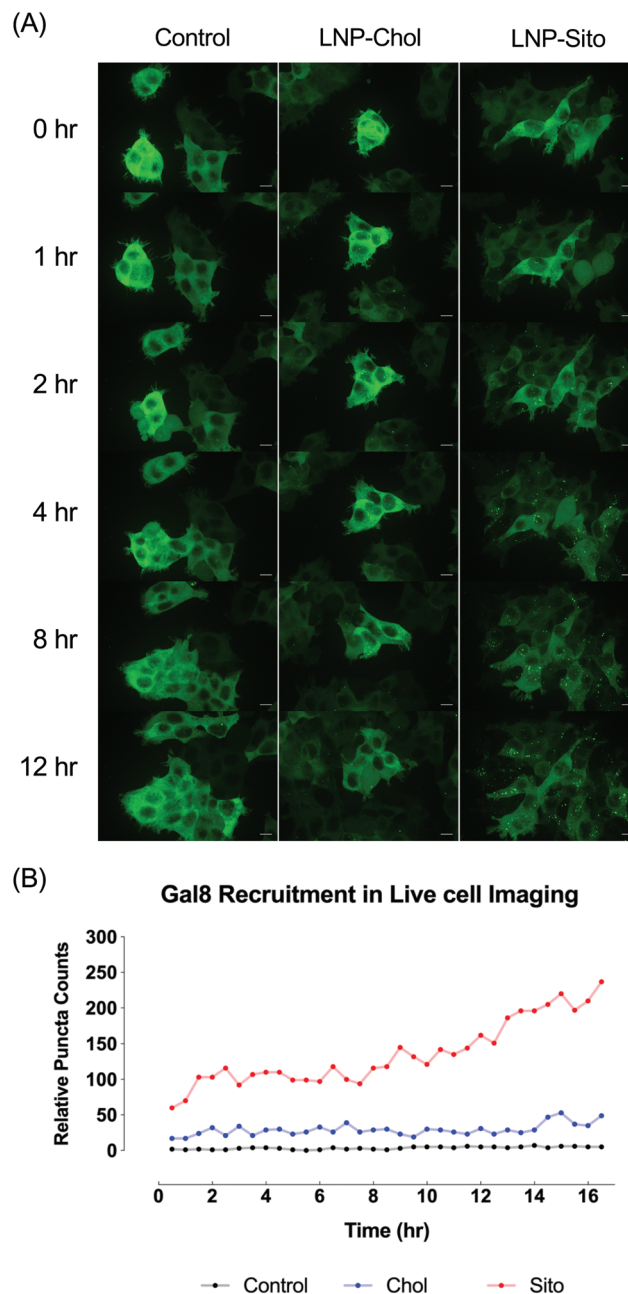 (A)
Control LNP-Chol LNP-Sito
0 hr
1 hr
2 hr
4 hr
8 hr
12 hr
(B)
Gal8 Recruitment in Live cell Imaging
Relative Puncta Counts
300
250
200
150
100
50
0
0 2 4 6 8 10 12 14 16
Time (hr)
Control Chol Sito